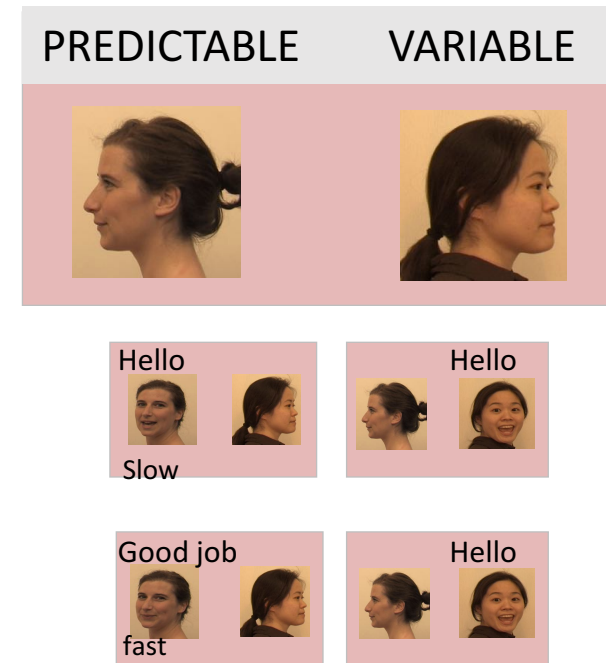 PREDICTABLE VARIABLE
Hello
Slow
Hello
Good job
fast
Hello